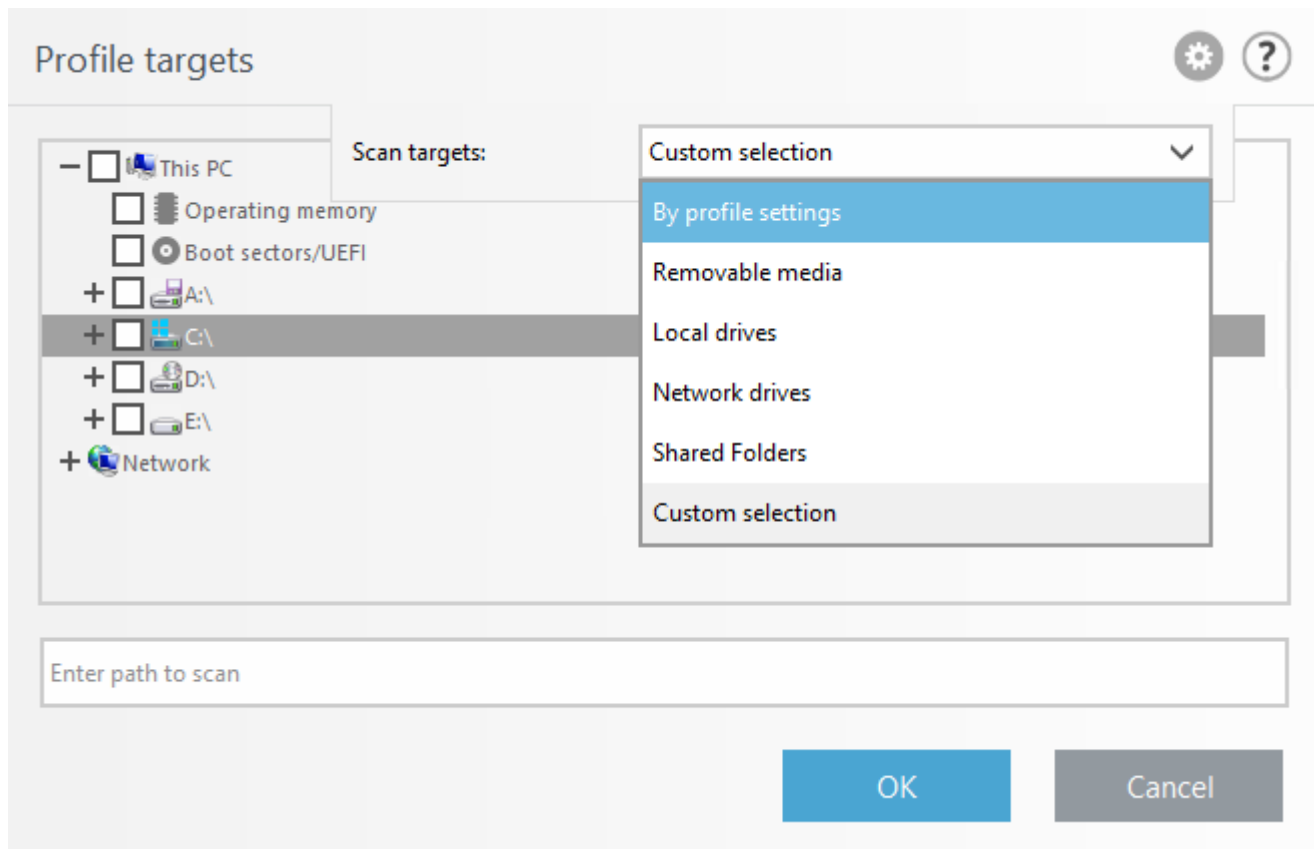 Profile targets
?
Scan targets:
Custom selection
This PC
Operating memory
Boot sectors/UEFI
A:\
C:\
D:\
E:\
Network
By profile settings
Removable media
Local drives
Network drives
Shared Folders
Custom selection
Enter path to scan
OK
Cancel